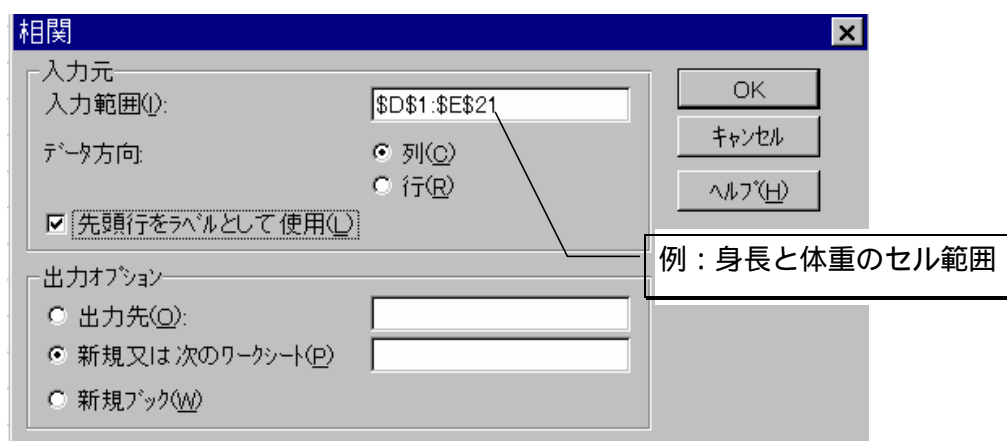 相関
入力元
入力範囲(I):
$D$1:$E$21
データ方向:
列(C)
行(R)
先頭行をラベルとして使用(L)
OK
キャンセル
ヘルプ(H)
例：身長と体重のセル範囲
出力オプション
出力先(O):
新規又は次のワークシート(P)
新規ブック(W)